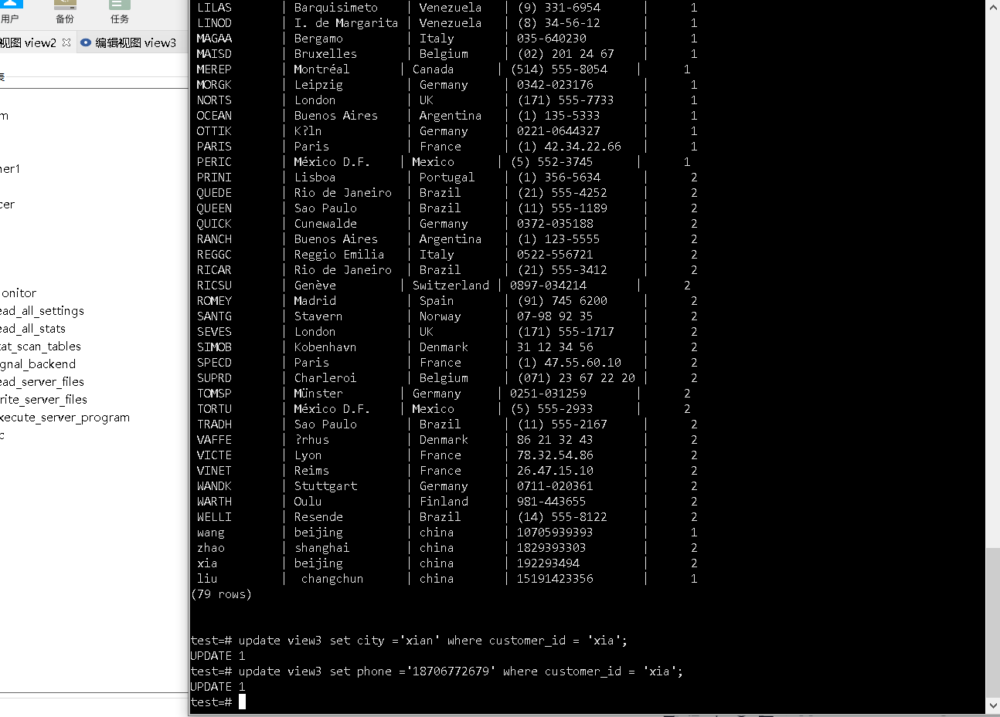 用户 备份 任务
视图 view2 编辑视图 view3
表
m
ner1
cer
onitor
ead_all_settings
ead_all_stats
tat_scan_tables
gnal_backend
ead_server_files
rite_server_files
xecute_server_program
c
LILAS | Barquisimeto | Venezuela | (9) 331-6954 | 1
LINOD | I. de Margarita | Venezuela | (8) 34-56-12 | 1
MAGAA | Bergamo | Italy | 035-640230 | 1
MAISD | Bruxelles | Belgium | (02) 201 24 67 | 1
MEREP | Montréal | Canada | (514) 555-8054 | 1
MORGK | Leipzig | Germany | 0342-023176 | 1
NORTS | London | UK | (171) 555-7733 | 1
OCEAN | Buenos Aires | Argentina | (1) 135-5333 | 1
OTTIK | K?ln | Germany | 0221-0644327 | 1
PARIS | Paris | France | (1) 42.34.22.66 | 1
PERIC | México D.F. | Mexico | (5) 552-3745 | 1
PRINI | Lisboa | Portugal | (1) 356-5634 | 2
QUEDE | Rio de Janeiro | Brazil | (21) 555-4252 | 2
QUEEN | Sao Paulo | Brazil | (11) 555-1189 | 2
QUICK | Cunewalde | Germany | 0372-035188 | 2
RANCH | Buenos Aires | Argentina | (1) 123-5555 | 2
REGGC | Reggio Emilia | Italy | 0522-556721 | 2
RICAR | Rio de Janeiro | Brazil | (21) 555-3412 | 2
RICSU | Genève | Switzerland | 0897-034214 | 2
ROMEY | Madrid | Spain | (91) 745 6200 | 2
SANTG | Stavern | Norway | 07-98 92 35 | 2
SEVES | London | UK | (171) 555-1717 | 2
SIMOB | Kobenhavn | Denmark | 31 12 34 56 | 2
SPECD | Paris | France | (1) 47.55.60.10 | 2
SUPRD | Charleroi | Belgium | (071) 23 67 22 20 | 2
TOMSP | Münster | Germany | 0251-031259 | 2
TORTU | México D.F. | Mexico | (5) 555-2933 | 2
TRADH | Sao Paulo | Brazil | (11) 555-2167 | 2
VAFFE | ?rhus | Denmark | 86 21 32 43 | 2
VICTE | Lyon | France | 78.32.54.86 | 2
VINET | Reims | France | 26.47.15.10 | 2
WANDK | Stuttgart | Germany | 0711-020361 | 2
WARTH | Oulu | Finland | 981-443655 | 2
WELLI | Resende | Brazil | (14) 555-8122 | 2
wang | beijing | china | 10705939393 | 1
zhao | shanghai | china | 1829393303 | 2
xia | beijing | china | 192293494 | 2
liu | changchun | china | 15191423356 | 1
(79 rows)
test=# update view3 set city ='xian' where customer_id = 'xia';
UPDATE 1
test=# update view3 set phone ='18706772679' where customer_id = 'xia';
UPDATE 1
test=#